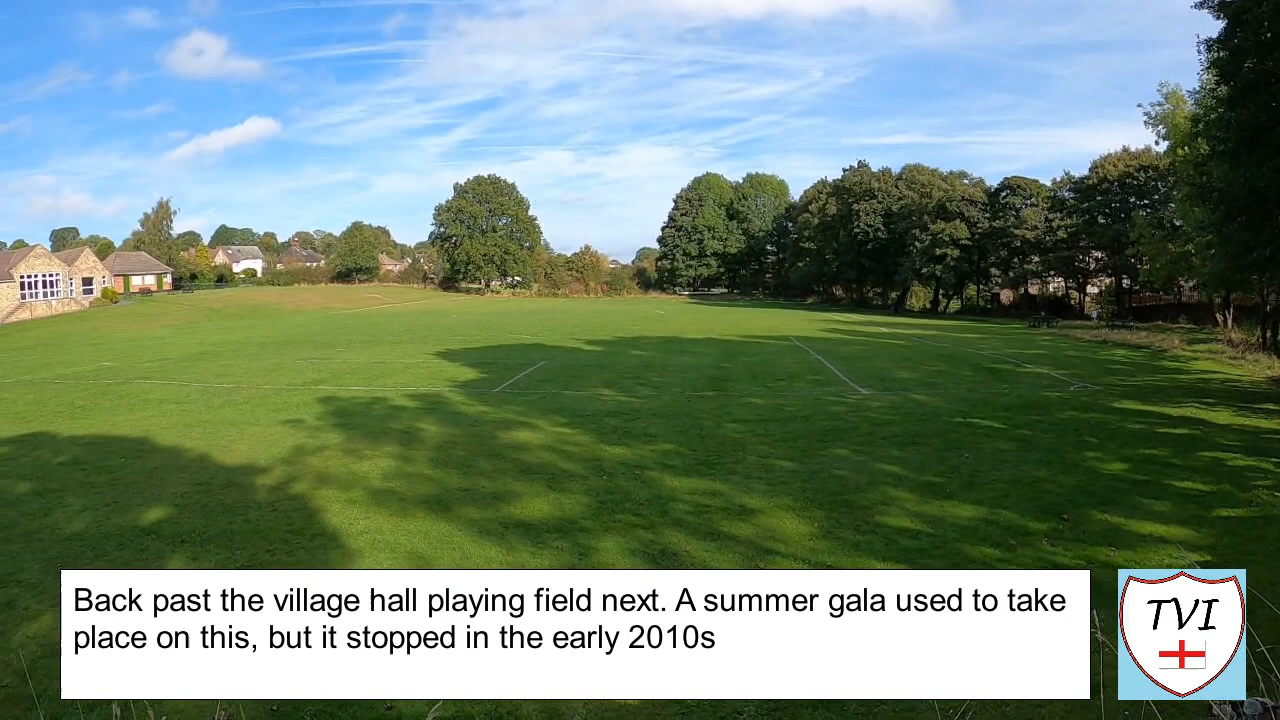 Back past the village hall playing field next. A summer gala used to take
place on this, but it stopped in the early 2010s
TVI